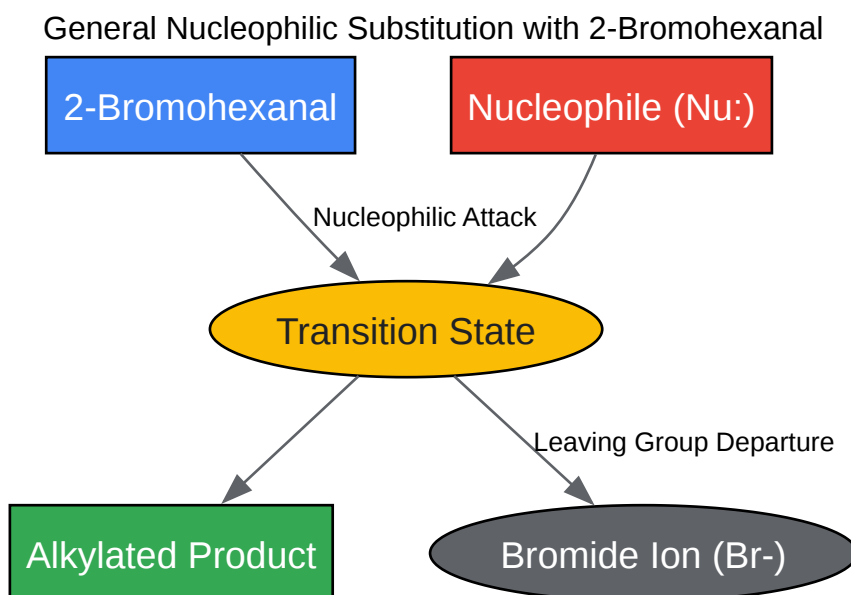 General Nucleophilic Substitution with 2-Bromohexanal
2-Bromohexanal
Nucleophile (Nu:)
Nucleophilic Attack
Transition State
Leaving Group Departure
Alkylated Product
Bromide Ion (Br-)